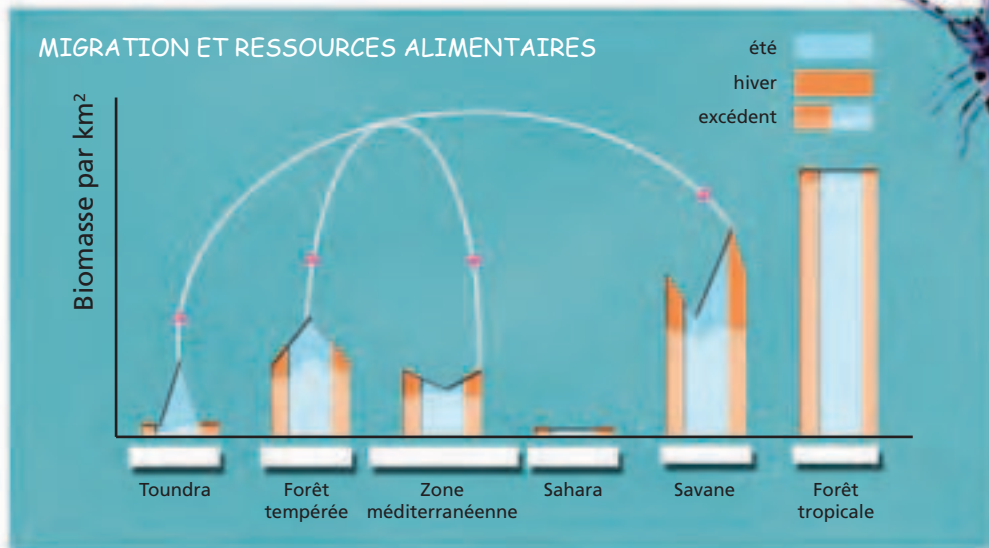 MIGRATION ET RESSOURCES ALIMENTAIRES
été
hiver
excédent
Biomasse par km²
Toundra
Forêt
tempérée
Zone
méditerranéenne
Sahara
Savane
Forêt
tropicale